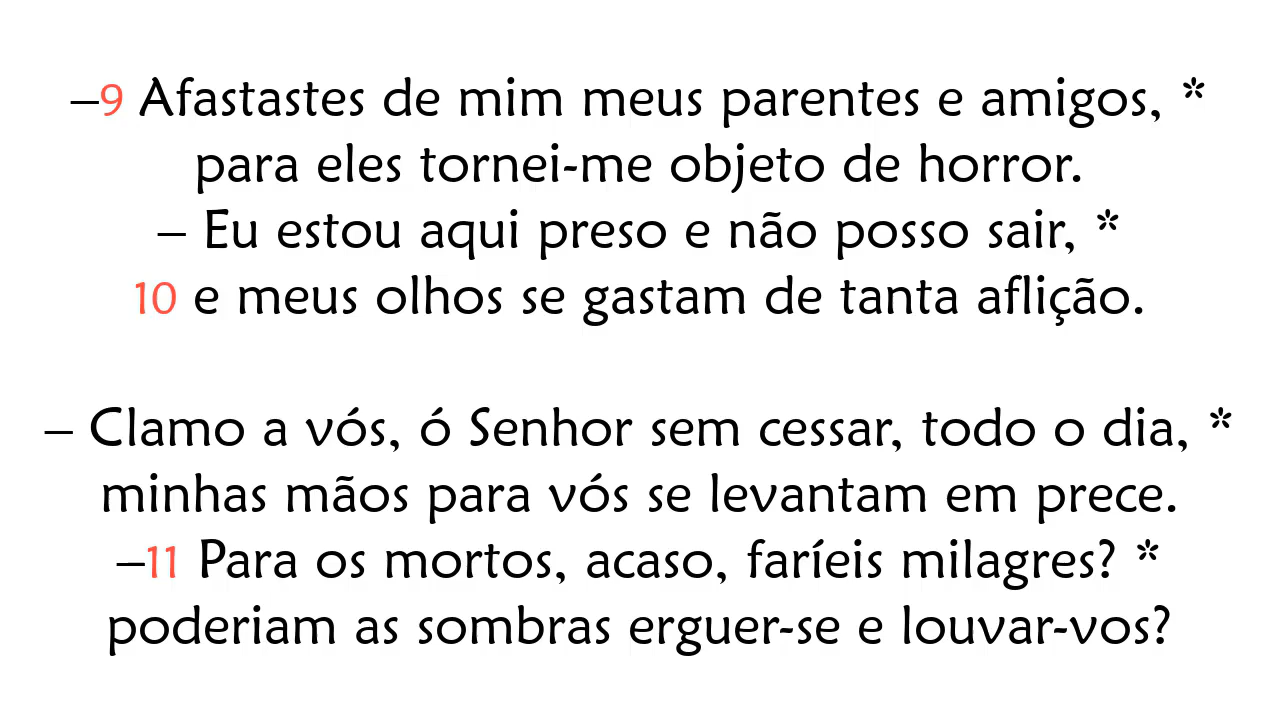 –9 Afastastes de mim meus parentes e amigos, *
para eles tornei-me objeto de horror.
– Eu estou aqui preso e não posso sair, *
10 e meus olhos se gastam de tanta aflição.
– Clamo a vós, ó Senhor sem cessar, todo o dia, *
minhas mãos para vós se levantam em prece.
–11 Para os mortos, acaso, faríeis milagres? *
poderiam as sombras erguer-se e louvar-vos?